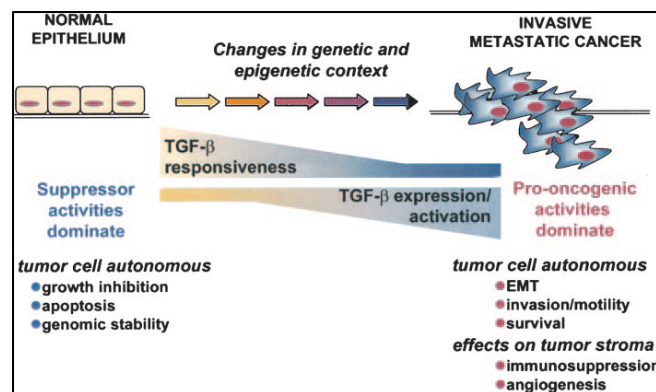 NORMAL
EPITHELIUM
Changes in genetic and
epigenetic context
INVASIVE
METASTATIC CANCER
TGF-β
responsiveness
TGF-β expression/
activation
Suppressor
activities
dominate
Pro-oncogenic
activities
dominate
tumor cell autonomous
growth inhibition
apoptosis
genomic stability
tumor cell autonomous
EMT
invasion/motility
survival
effects on tumor stroma
immunosuppression
angiogenesis